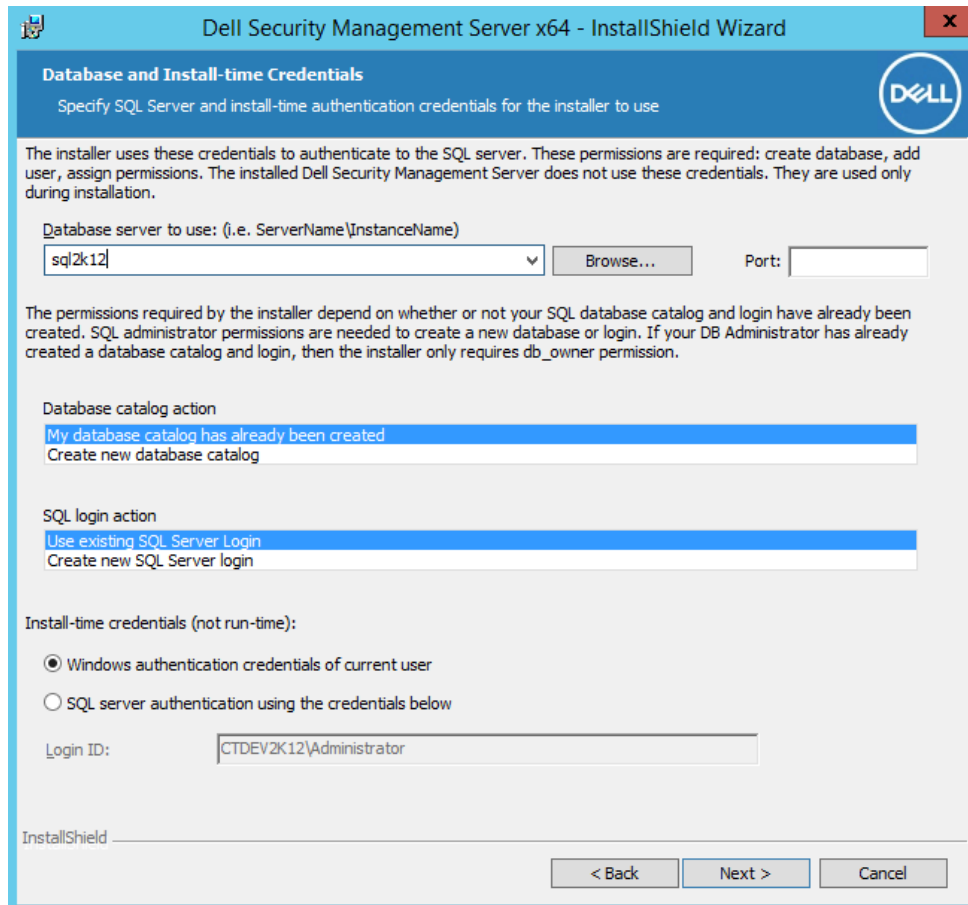 Dell Security Management Server x64 - InstallShield Wizard
x
Database and Install-time Credentials
Specify SQL Server and install-time authentication credentials for the installer to use
DELL
The installer uses these credentials to authenticate to the SQL server. These permissions are required: create database, add
user, assign permissions. The installed Dell Security Management Server does not use these credentials. They are used only
during installation.
Database server to use: (i.e. ServerName\InstanceName)
sql2k12
Browse...
Port:
The permissions required by the installer depend on whether or not your SQL database catalog and login have already been
created. SQL administrator permissions are needed to create a new database or login. If your DB Administrator has already
created a database catalog and login, then the installer only requires db_owner permission.
Database catalog action
My database catalog has already been created
Create new database catalog
SQL login action
Use existing SQL Server Login
Create new SQL Server login
Install-time credentials (not run-time):
Windows authentication credentials of current user
SQL server authentication using the credentials below
Login ID:
CTDEV2K12\Administrator
InstallShield
< Back
Next >
Cancel